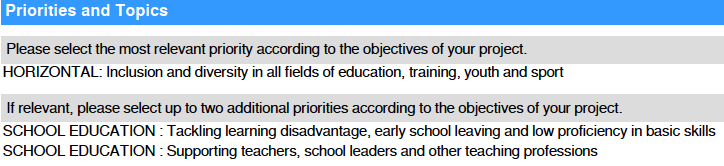 Priorities and Topics
Please select the most relevant priority according to the objectives of your project.
HORIZONTAL: Inclusion and diversity in all fields of education, training, youth and sport
If relevant, please select up to two additional priorities according to the objectives of your project.
SCHOOL EDUCATION : Tackling learning disadvantage, early school leaving and low proficiency in basic skills
SCHOOL EDUCATION : Supporting teachers, school leaders and other teaching professions